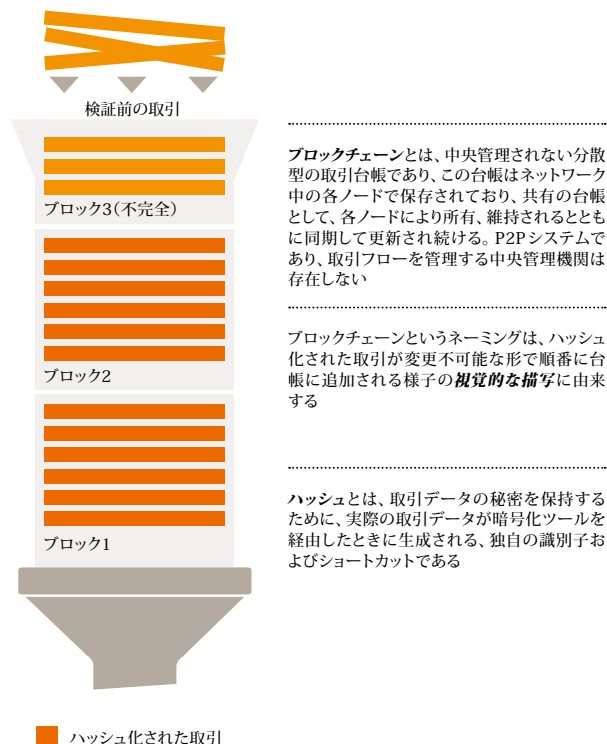 検証前の取引
ブロック3(不完全)
ブロック2
ブロック1
ハッシュ化された取引
ブロックチェーンとは、中央管理されない分散
型の取引台帳であり、この台帳はネットワーク
中の各ノードで保存されており、共有の台帳
として、各ノードにより所有、維持されるととも
に同期して更新され続ける。P2Pシステムで
あり、取引フローを管理する中央管理機関は
存在しない
ブロックチェーンというネーミングは、ハッシュ
化された取引が変更不可能な形で順番に台
帳に追加される様子の視覚的な描写に由来
する
ハッシュとは、取引データの秘密を保持する
ために、実際の取引データが暗号化ツールを
経由したときに生成される、独自の識別子お
よびショートカットである